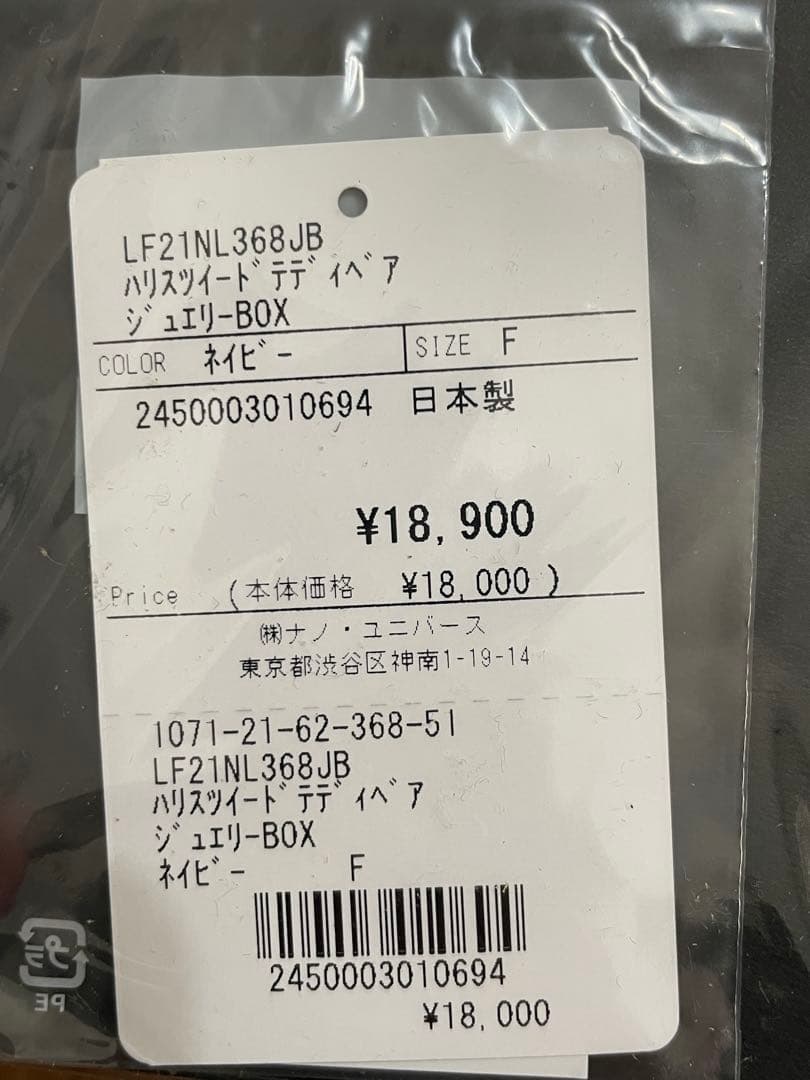 LF21NL368JB
ﾊﾘｽﾂｲｰﾄﾞﾃﾃﾞｨﾍﾞｱ
ｼﾞｭｴﾘｰBOX
COLOR ﾈｲﾋﾞｰ SIZE F
2450003010694 日本製
¥18,900
Price (本体価格 ¥18,000)
㈱ナノ・ユニバース
東京都渋谷区神南1-19-14
1071-21-62-368-51
LF21NL368JB
ﾊﾘｽﾂｲｰﾄﾞﾃﾃﾞｨﾍﾞｱ
ｼﾞｭｴﾘｰBOX
ﾈｲﾋﾞｰ F
2450003010694
¥18,000
プラ
PE